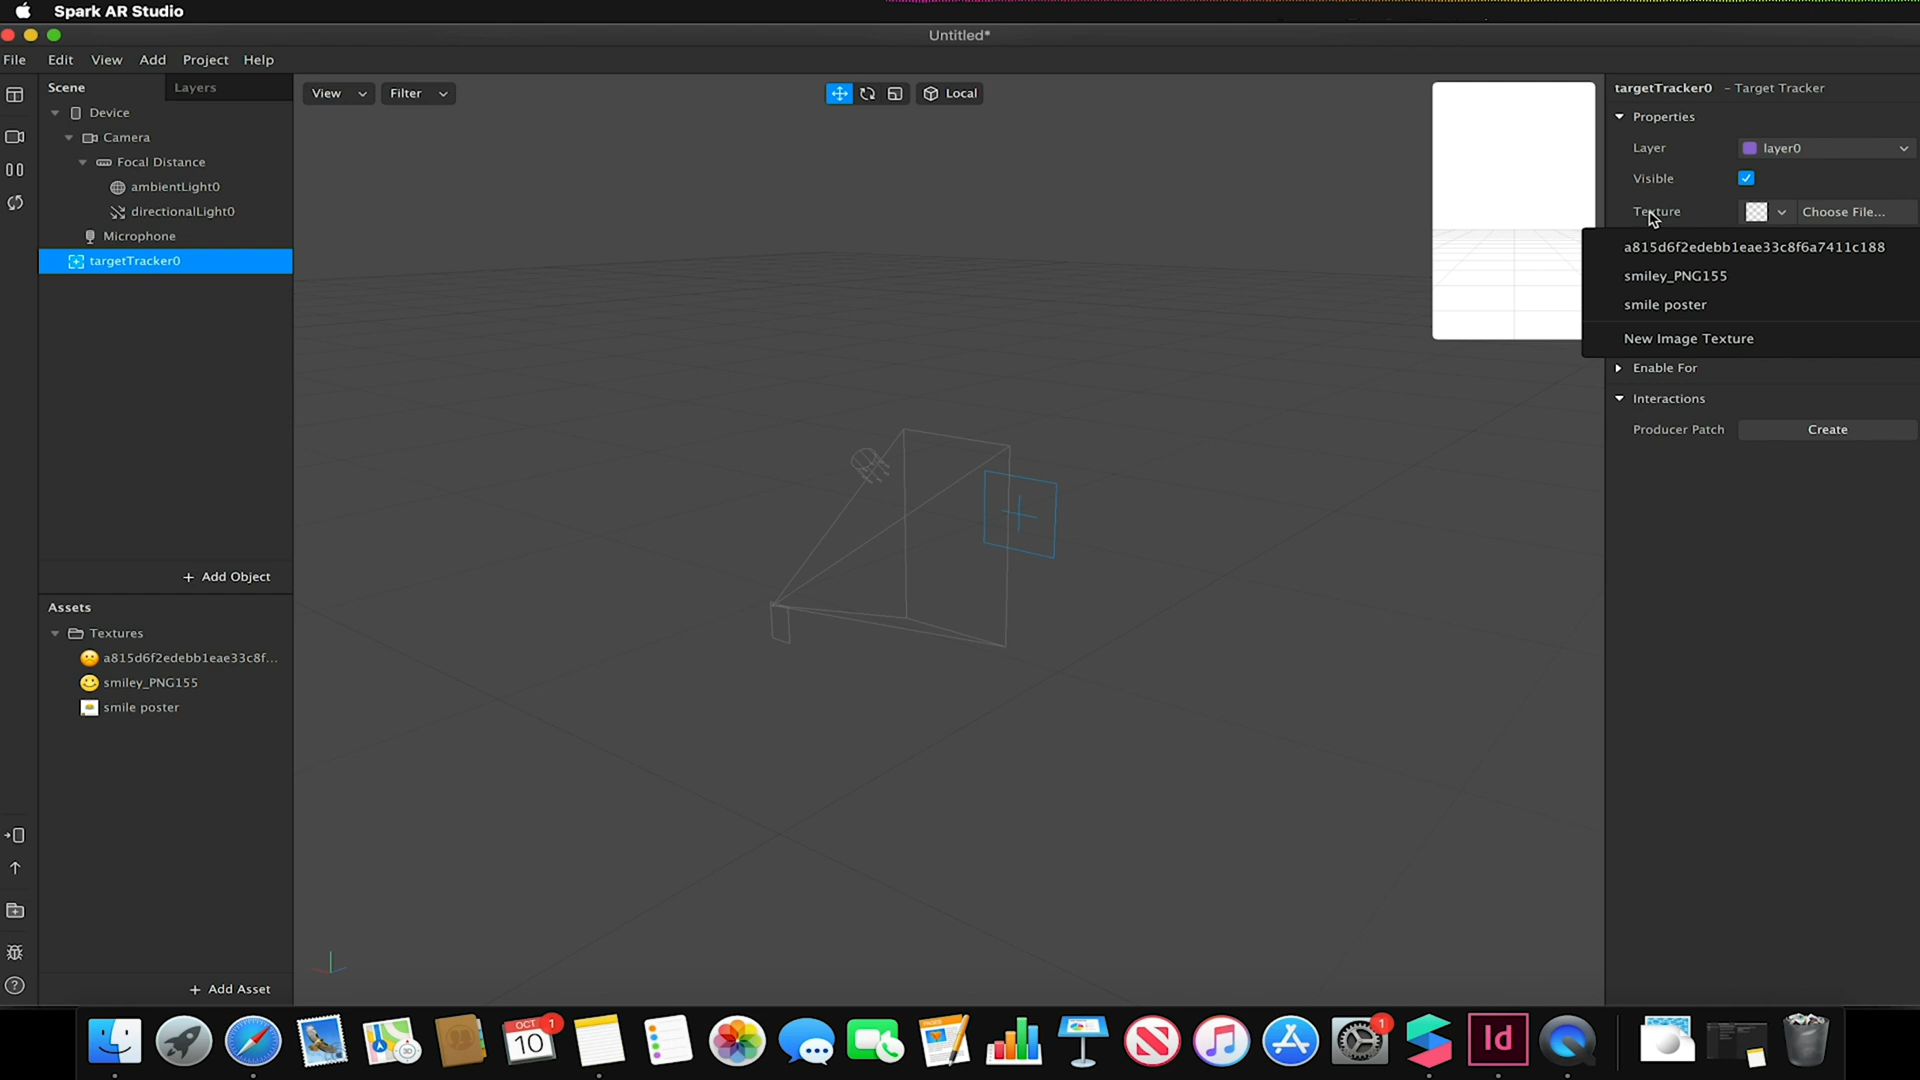 Spark AR Studio
Untitled*
File Edit View Add Project Help
Scene Layers
Device
Camera
Focal Distance
ambientLight0
directionalLight0
Microphone
targetTracker0
+ Add Object
Assets
Textures
a815d6f2edebb1eae33c8f...
smiley_PNG155
smile poster
+ Add Asset
View Filter Local
targetTracker0 – Target Tracker
Properties
Layer layer0
Visible
Texture Choose File...
a815d6f2edebb1eae33c8f6a7411c188
smiley_PNG155
smile poster
New Image Texture
Enable For
Interactions
Producer Patch Create
OCT 1
10
1
Id